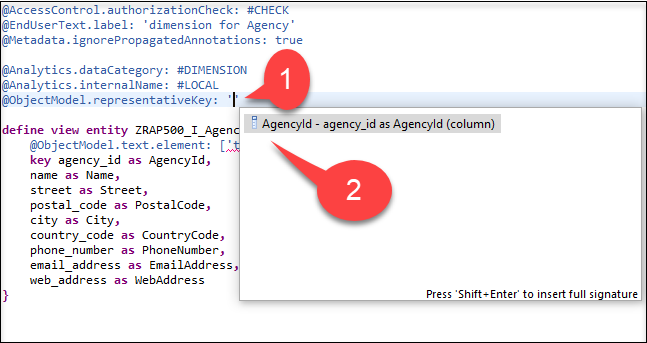 @AccessControl.authorizationCheck: #CHECK
@EndUserText.label: 'dimension for Agency'
@Metadata.ignorePropagatedAnnotations: true
@Analytics.dataCategory: #DIMENSION
@Analytics.internalName: #LOCAL
@ObjectModel.representativeKey: ''
1
define view entity ZRAP500_I_Agenc
AgencyId - agency_id as AgencyId (column)
@ObjectModel.text.element: ['t
key agency_id as AgencyId,
name as Name,
street as Street,
2
postal_code as PostalCode,
city as City,
country_code as CountryCode,
phone_number as PhoneNumber,
email_address as EmailAddress,
web_address as WebAddress
}
Press 'Shift+Enter' to insert full signature